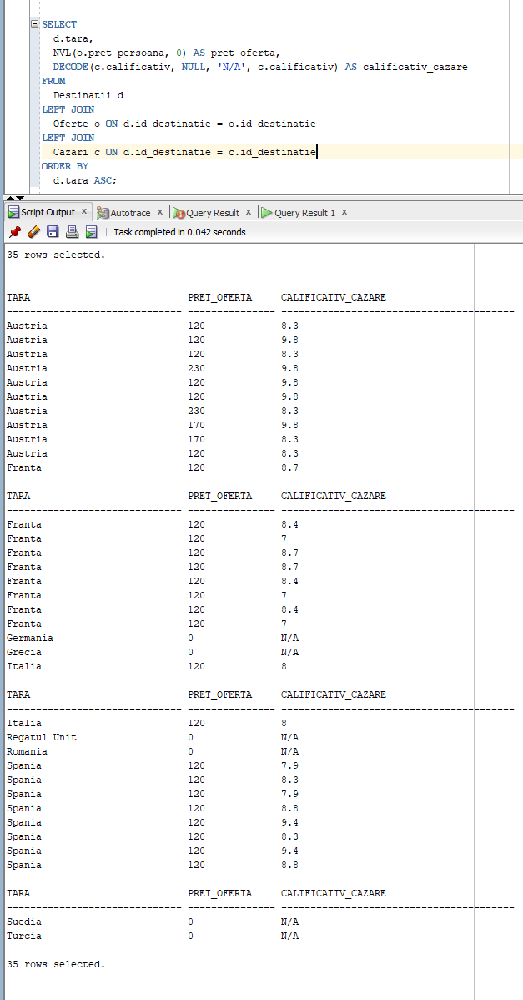 SELECT
d.tara,
NVL(o.pret_persoana, 0) AS pret_oferta,
DECODE(c.calificativ, NULL, 'N/A', c.calificativ) AS calificativ_cazare
FROM
Destinatii d
LEFT JOIN
Oferte o ON d.id_destinatie = o.id_destinatie
LEFT JOIN
Cazari c ON d.id_destinatie = c.id_destinatie
ORDER BY
d.tara ASC;
Script Output x Autotrace x Query Result x Query Result 1 x
Task completed in 0.042 seconds
35 rows selected.
TARA PRET_OFERTA CALIFICATIV_CAZARE
------------------------------- --------------- ----------------------------------------
Austria 120 8.3
Austria 120 9.8
Austria 120 8.3
Austria 230 9.8
Austria 120 9.8
Austria 120 9.8
Austria 230 8.3
Austria 170 9.8
Austria 170 8.3
Austria 120 8.3
Franta 120 8.7
TARA PRET_OFERTA CALIFICATIV_CAZARE
------------------------------- --------------- ----------------------------------------
Franta 120 8.4
Franta 120 7
Franta 120 8.7
Franta 120 8.7
Franta 120 8.4
Franta 120 7
Franta 120 8.4
Franta 120 7
Germania 0 N/A
Grecia 0 N/A
Italia 120 8
TARA PRET_OFERTA CALIFICATIV_CAZARE
------------------------------- --------------- ----------------------------------------
Italia 120 8
Regatul Unit 0 N/A
Romania 0 N/A
Spania 120 7.9
Spania 120 8.3
Spania 120 7.9
Spania 120 8.8
Spania 120 9.4
Spania 120 8.3
Spania 120 9.4
Spania 120 8.8
TARA PRET_OFERTA CALIFICATIV_CAZARE
------------------------------- --------------- ----------------------------------------
Suedia 0 N/A
Turcia 0 N/A
35 rows selected.